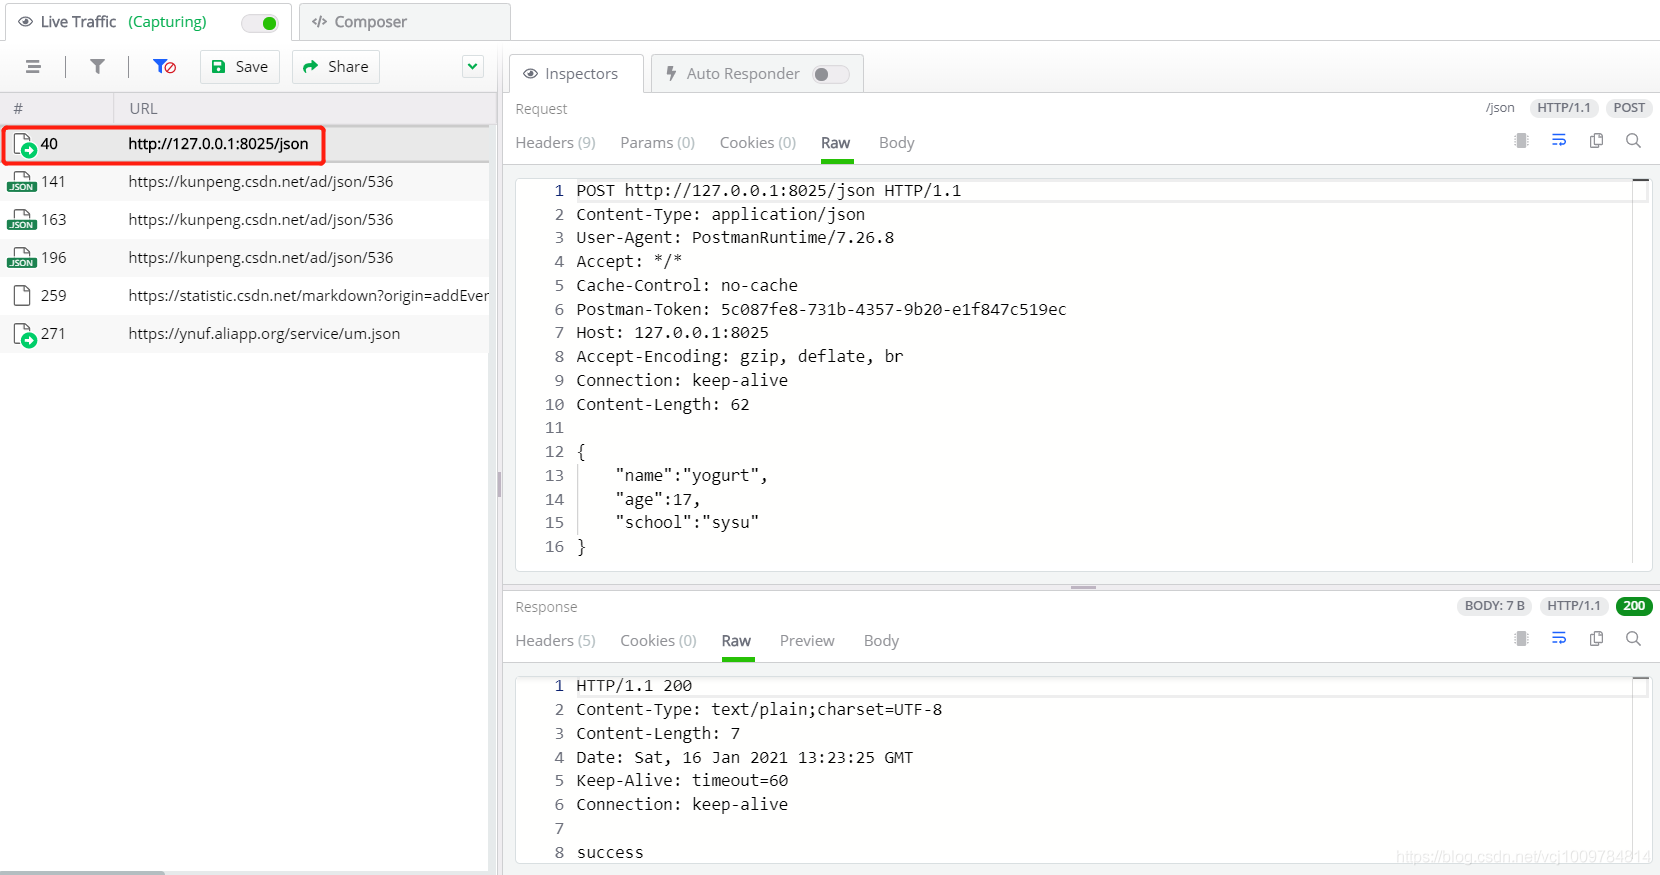 Live Traffic (Capturing)
</> Composer
Save
Share
# URL
40 http://127.0.0.1:8025/json
JSON 141 https://kunpeng.csdn.net/ad/json/536
JSON 163 https://kunpeng.csdn.net/ad/json/536
JSON 196 https://kunpeng.csdn.net/ad/json/536
259 https://statistic.csdn.net/markdown?origin=addEver
271 https://ynuf.aliapp.org/service/um.json
Inspectors
Auto Responder
Request
/json HTTP/1.1 POST
Headers (9) Params (0) Cookies (0) Raw Body
1 POST http://127.0.0.1:8025/json HTTP/1.1
2 Content-Type: application/json
3 User-Agent: PostmanRuntime/7.26.8
4 Accept: */*
5 Cache-Control: no-cache
6 Postman-Token: 5c087fe8-731b-4357-9b20-e1f847c519ec
7 Host: 127.0.0.1:8025
8 Accept-Encoding: gzip, deflate, br
9 Connection: keep-alive
10 Content-Length: 62
11
12 {
13 "name":"yogurt",
14 "age":17,
15 "school":"sysu"
16 }
Response
BODY: 7 B HTTP/1.1 200
Headers (5) Cookies (0) Raw Preview Body
1 HTTP/1.1 200
2 Content-Type: text/plain;charset=UTF-8
3 Content-Length: 7
4 Date: Sat, 16 Jan 2021 13:23:25 GMT
5 Keep-Alive: timeout=60
6 Connection: keep-alive
7
8 success
https://blog.csdn.net/vcj1009784814